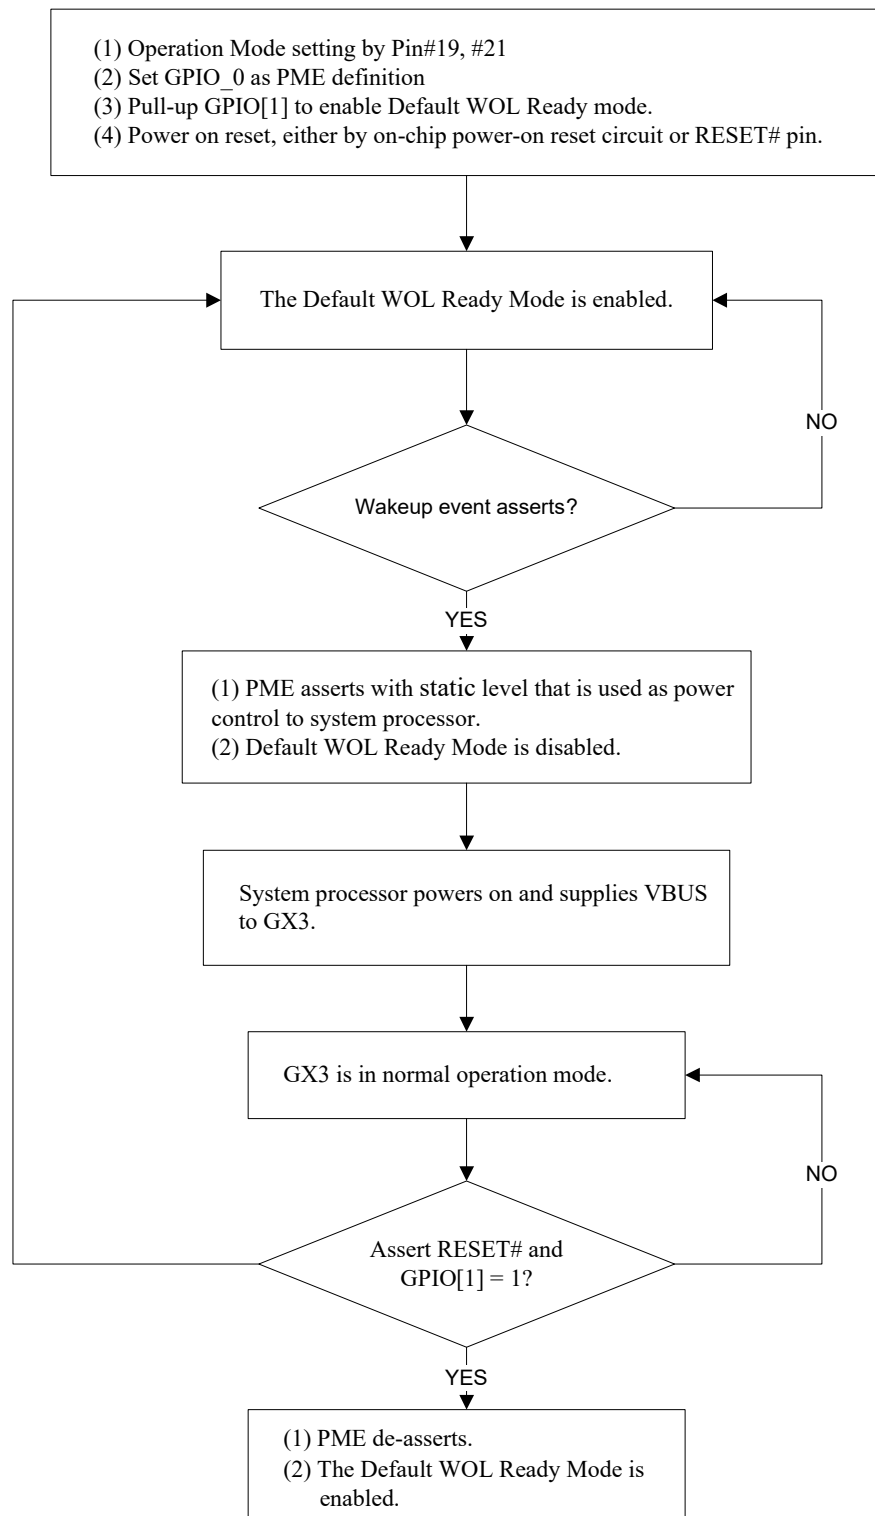 (1) Operation Mode setting by Pin#19, #21
(2) Set GPIO_0 as PME definition
(3) Pull-up GPIO[1] to enable Default WOL Ready mode.
(4) Power on reset, either by on-chip power-on reset circuit or RESET# pin.
The Default WOL Ready Mode is enabled.
NO
Wakeup event asserts?
YES
(1) PME asserts with static level that is used as power
control to system processor.
(2) Default WOL Ready Mode is disabled.
System processor powers on and supplies VBUS
to GX3.
GX3 is in normal operation mode.
NO
Assert RESET# and
GPIO[1] = 1?
YES
(1) PME de-asserts.
(2) The Default WOL Ready Mode is
enabled.